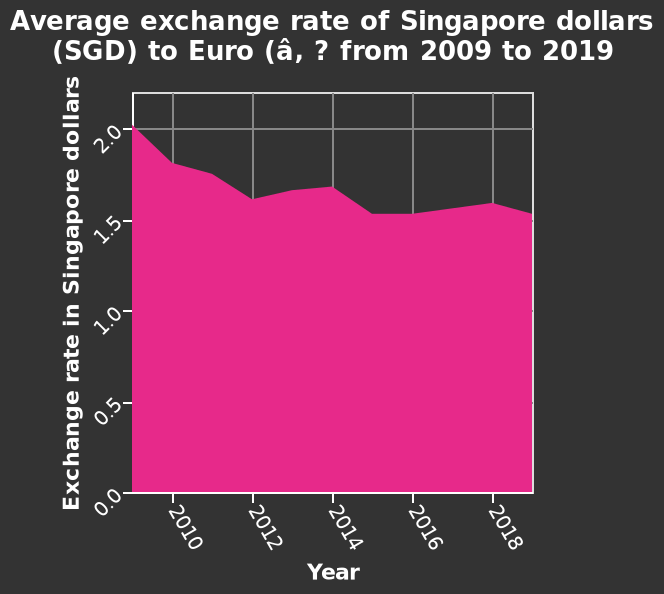 Average exchange rate of Singapore dollars
(SGD) to Euro (â‚ ? from 2009 to 2019
Exchange rate in Singapore dollars
2.0
1.5
1.0
0.5
0.0
2010
2012
2014
2016
2018
Year